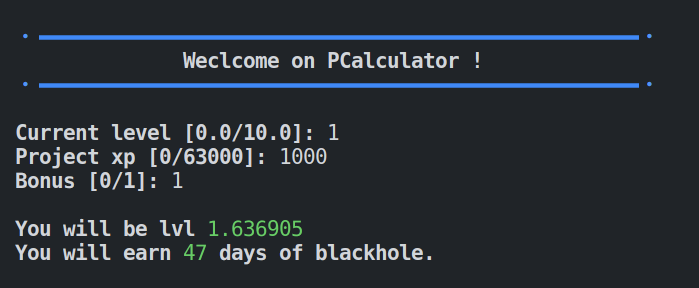 Weclcome on PCalculator !
Current level [0.0/10.0]: 1
Project xp [0/63000]: 1000
Bonus [0/1]: 1
You will be lvl 1.636905
You will earn 47 days of blackhole.